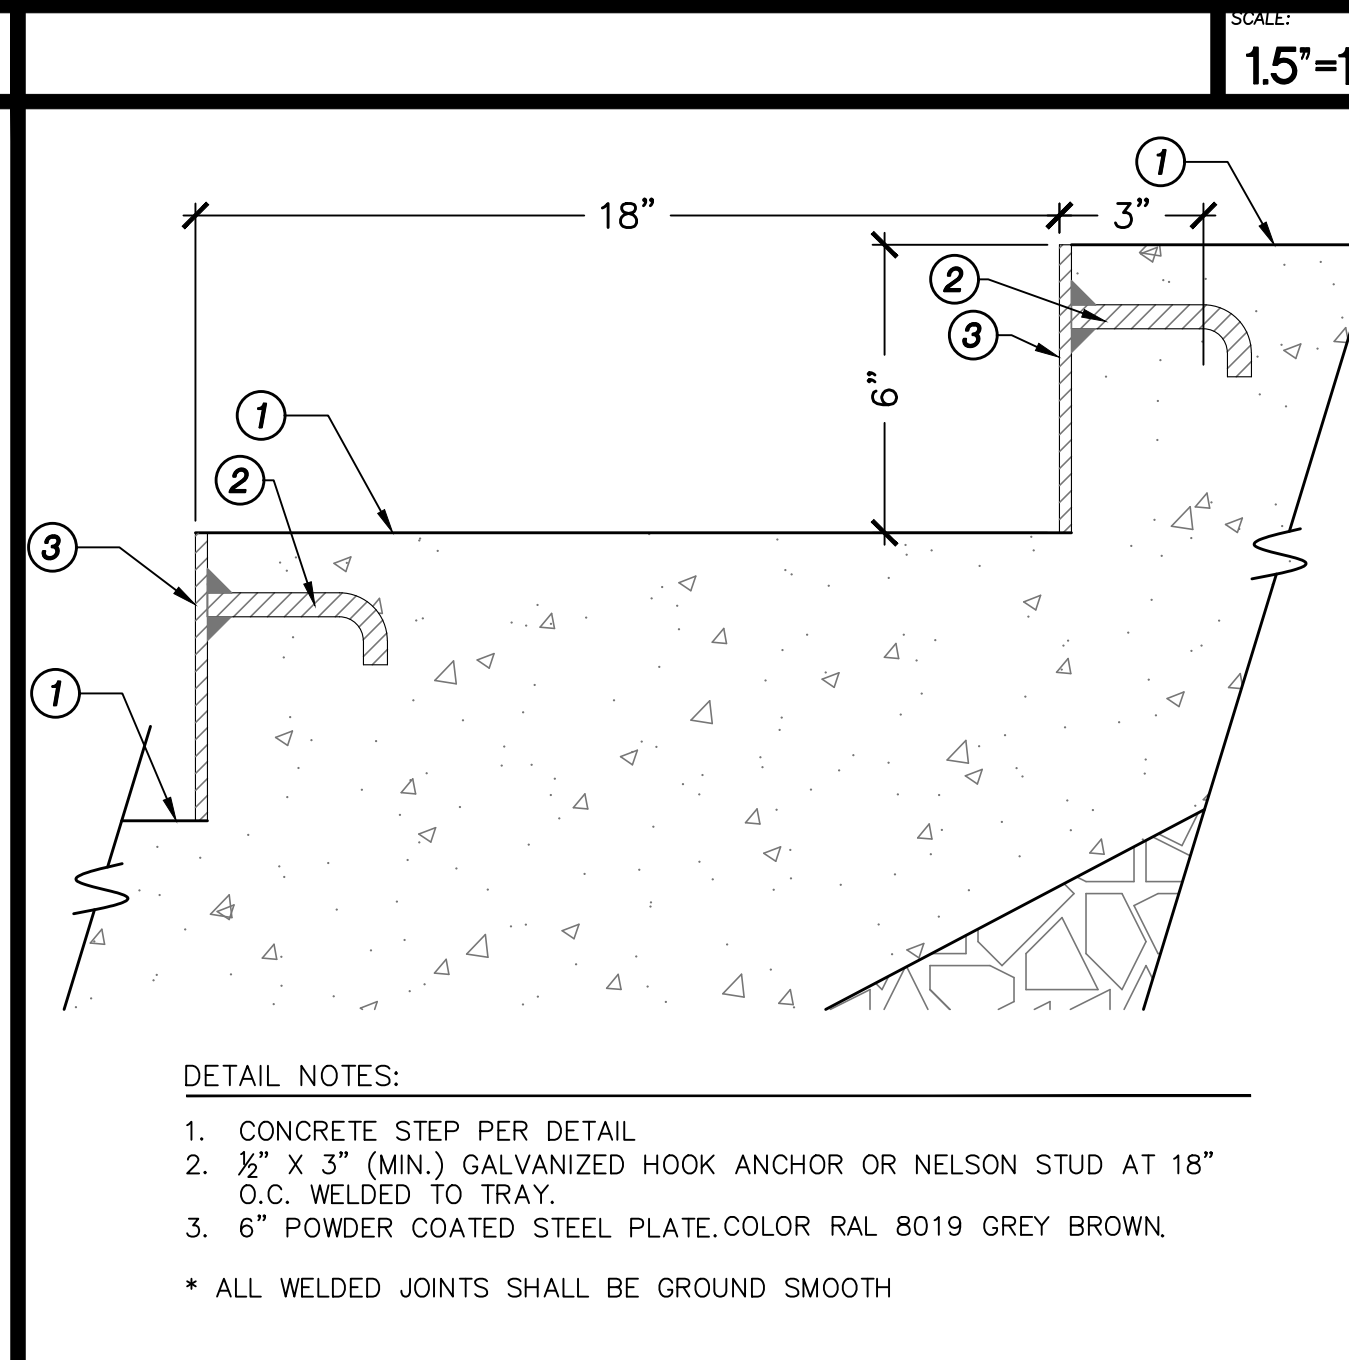 SCALE:
1.5"=1
1
18"
3"
2
3
6"
1
2
3
1
DETAIL NOTES:
1. CONCRETE STEP PER DETAIL
2. ½" X 3" (MIN.) GALVANIZED HOOK ANCHOR OR NELSON STUD AT 18"
O.C. WELDED TO TRAY.
3. 6" POWDER COATED STEEL PLATE. COLOR RAL 8019 GREY BROWN.
* ALL WELDED JOINTS SHALL BE GROUND SMOOTH